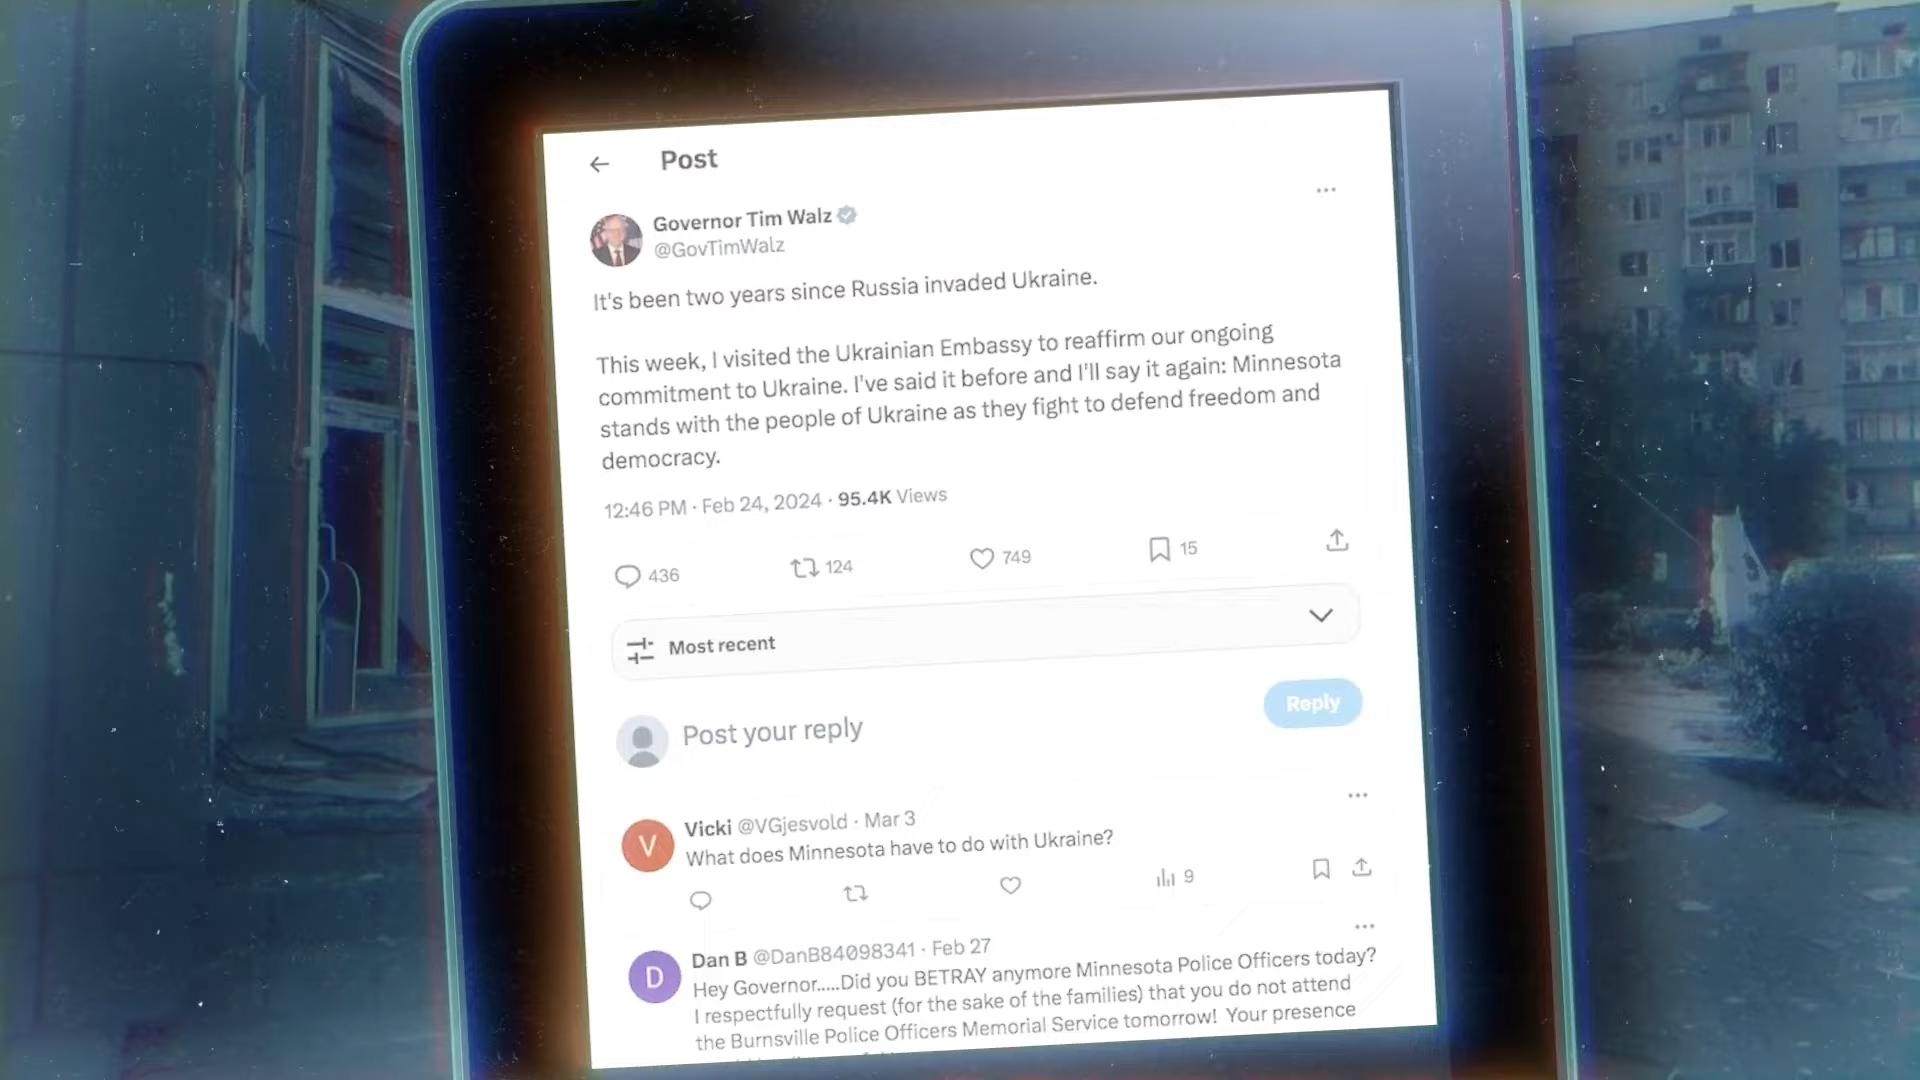 Post
Governor Tim Walz
@GovTimWalz
It's been two years since Russia invaded Ukraine.
This week, I visited the Ukrainian Embassy to reaffirm our ongoing
commitment to Ukraine. I've said it before and I'll say it again: Minnesota
stands with the people of Ukraine as they fight to defend freedom and
democracy.
12:46 PM · Feb 24, 2024 · 95.4K Views
436 124 749 15
Most recent
Post your reply
Reply
Vicki @VGjesvold · Mar 3
V
What does Minnesota have to do with Ukraine?
9
Dan B @DanB84098341 · Feb 27
D
Hey Governor.....Did you BETRAY anymore Minnesota Police Officers today?
I respectfully request (for the sake of the families) that you do not attend
the Burnsville Police Officers Memorial Service tomorrow! Your presence